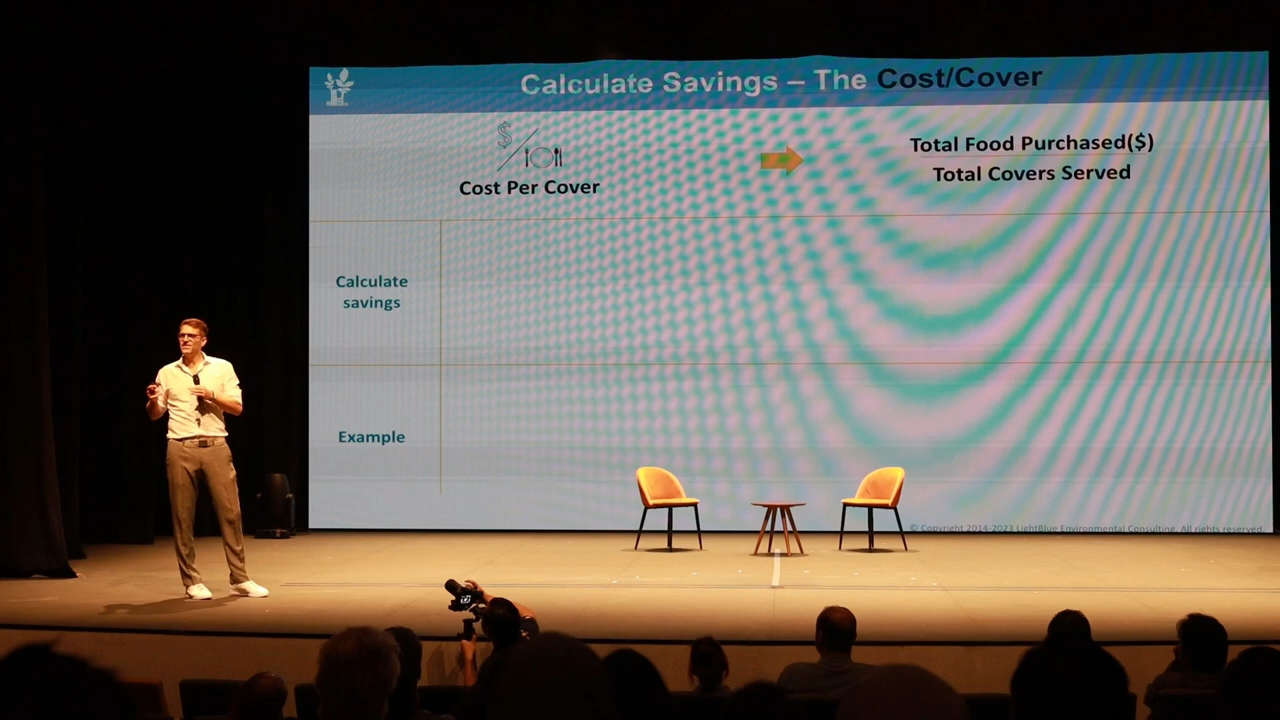 Calculate Savings – The Cost/Cover
$
Cost Per Cover
Total Food Purchased($)
Total Covers Served
Calculate
savings
Example
© Copyright 2014-2023 LightBlue Environmental Consulting. All rights reserved.